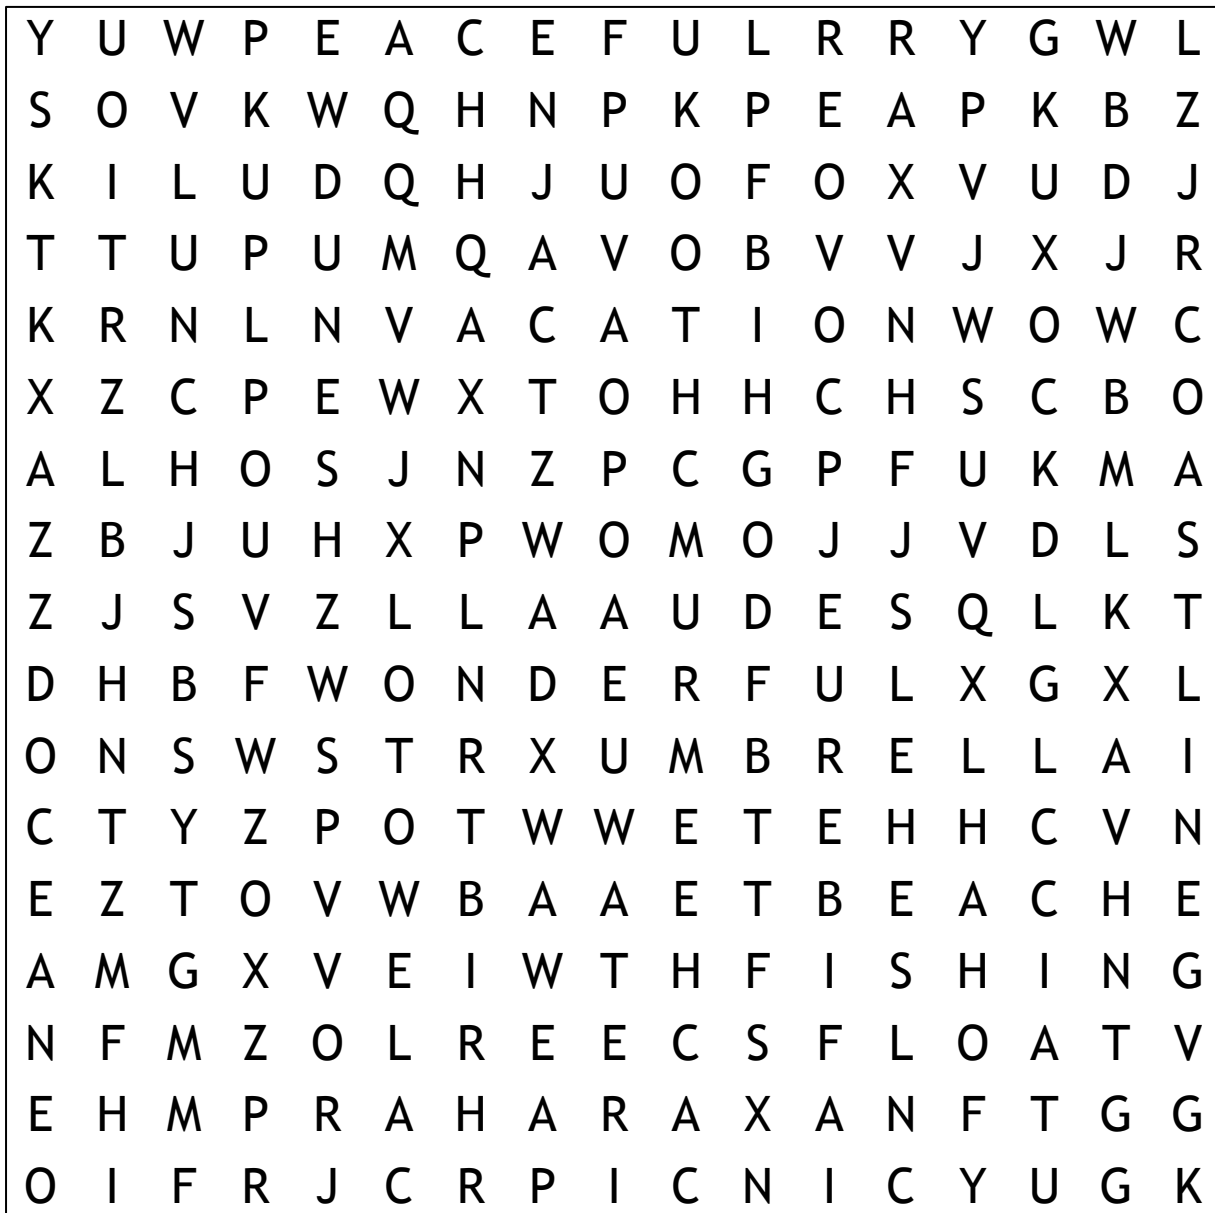 Y U W P E A C E F U L R R Y G W L
S O V K W Q H N P K P E A P K B Z
K I L U D Q H J U O F O X V U D J
T T U P U M Q A V O B V V J X J R
K R N L N V A C A T I O N W O W C
X Z C P E W X T O H H C H S C B O
A L H O S J N Z P C G P F U K M A
Z B J U H X P W O M O J J V D L S
Z J S V Z L L A A U D E S Q L K T
D H B F W O N D E R F U L X G X L
O N S W S T R X U M B R E L L A I
C T Y Z P O T W W E T E H H C V N
E Z T O V W B A A E T B E A C H E
A M G X V E I W T H F I S H I N G
N F M Z O L R E E C S F L O A T V
E H M P R A H A R A X A N F T G G
O I F R J C R P I C N I C Y U G K